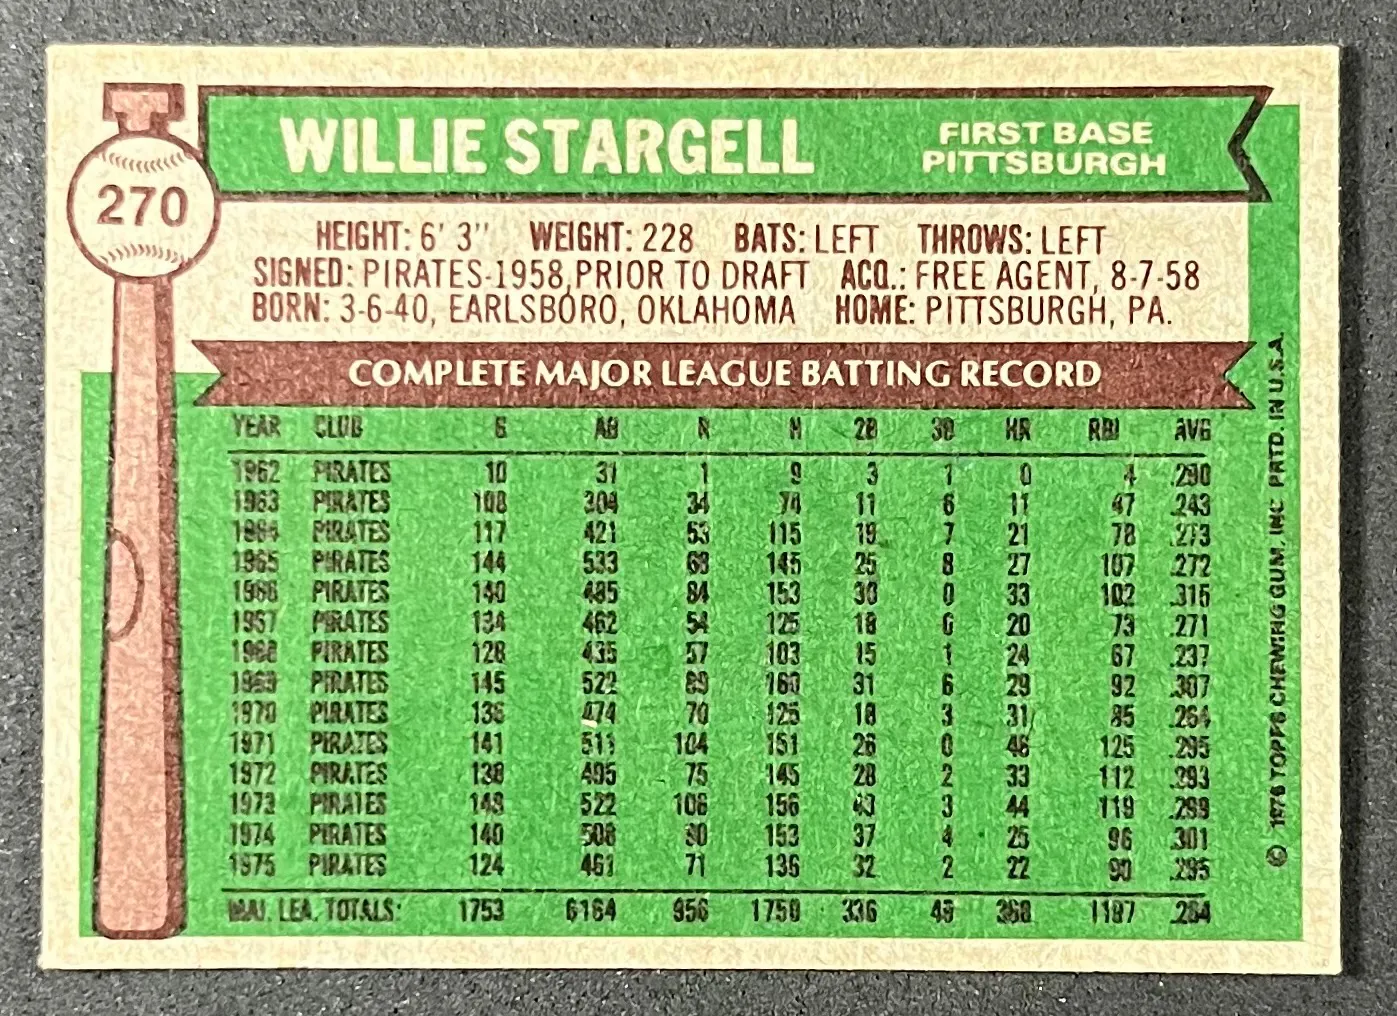 270
WILLIE STARGELL
FIRST BASE
PITTSBURGH
HEIGHT: 6' 3" WEIGHT: 228 BATS: LEFT THROWS: LEFT
SIGNED: PIRATES-1958,PRIOR TO DRAFT ACQ.: FREE AGENT, 8-7-58
BORN: 3-6-40, EARLSBORO, OKLAHOMA HOME: PITTSBURGH, PA.
COMPLETE MAJOR LEAGUE BATTING RECORD
YEAR CLUB G AB R H 2B 3B HR RBI AVG
1962 PIRATES 10 31 1 9 3 1 0 4 .290
1963 PIRATES 108 304 34 74 11 6 11 47 .243
1964 PIRATES 117 421 53 115 19 7 21 78 .273
1965 PIRATES 144 533 68 145 25 8 27 107 .272
1966 PIRATES 140 485 84 153 30 0 33 102 .315
1967 PIRATES 134 462 54 125 18 6 20 73 .271
1968 PIRATES 128 435 57 103 15 1 24 67 .237
1969 PIRATES 145 522 89 160 31 6 29 92 .307
1970 PIRATES 136 474 70 125 18 3 31 85 .264
1971 PIRATES 141 511 104 151 26 0 48 125 .295
1972 PIRATES 138 495 75 145 28 2 33 112 .293
1973 PIRATES 148 522 106 156 43 3 44 119 .299
1974 PIRATES 140 508 90 153 37 4 25 96 .301
1975 PIRATES 124 461 71 136 32 2 22 90 .295
MAJ. LEA. TOTALS: 1753 6164 956 1750 336 49 368 1197 .284
© 1976 TOPPS CHEWING GUM, INC PRTD. IN U.S.A.